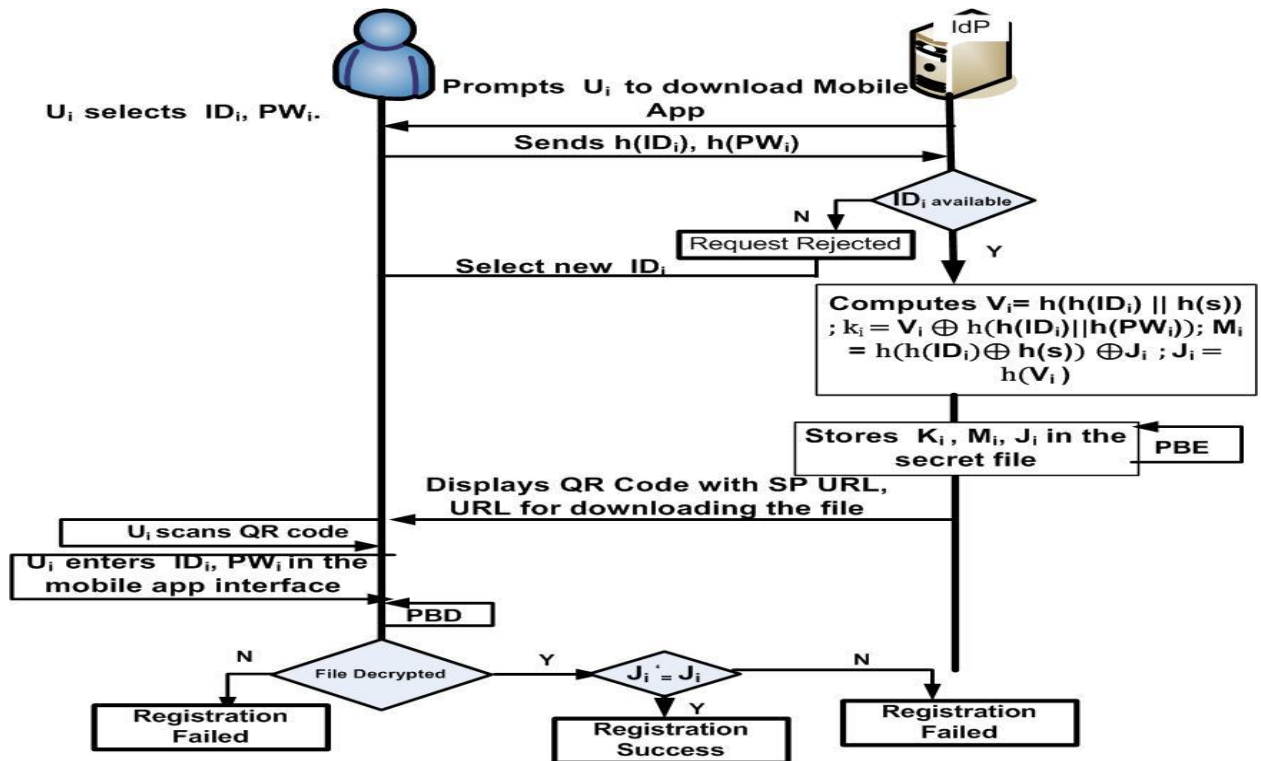 IdP
Prompts Uᵢ to download Mobile
App
Uᵢ selects IDᵢ, PWᵢ.
Sends h(IDᵢ), h(PWᵢ)
IDᵢ available
N
Request Rejected
Y
Select new IDᵢ
Computes Vᵢ= h(h(IDᵢ) || h(s))
; kᵢ = Vᵢ ⊕ h(h(IDᵢ)||h(PWᵢ)); Mᵢ
= h(h(IDᵢ)⊕ h(s)) ⊕Jᵢ ; Jᵢ =
h(Vᵢ )
Stores Kᵢ , Mᵢ, Jᵢ in the
secret file
PBE
Displays QR Code with SP URL,
URL for downloading the file
Uᵢ scans QR code
Uᵢ enters IDᵢ, PWᵢ in the
mobile app interface
PBD
N
File Decrypted
Y
Jᵢ* = Jᵢ
N
Y
Registration
Failed
Registration
Success
Registration
Failed